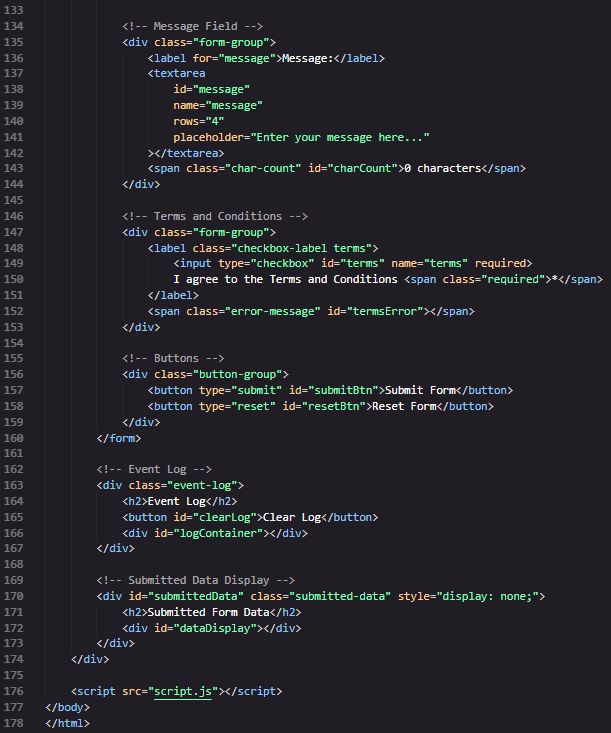 133
134 <!-- Message Field -->
135 <div class="form-group">
136 <label for="message">Message:</label>
137 <textarea
138 id="message"
139 name="message"
140 rows="4"
141 placeholder="Enter your message here..."
142 ></textarea>
143 <span class="char-count" id="charCount">0 characters</span>
144 </div>
145
146 <!-- Terms and Conditions -->
147 <div class="form-group">
148 <label class="checkbox-label terms">
149 <input type="checkbox" id="terms" name="terms" required>
150 I agree to the Terms and Conditions <span class="required">*</span>
151 </label>
152 <span class="error-message" id="termsError"></span>
153 </div>
154
155 <!-- Buttons -->
156 <div class="button-group">
157 <button type="submit" id="submitBtn">Submit Form</button>
158 <button type="reset" id="resetBtn">Reset Form</button>
159 </div>
160 </form>
161
162 <!-- Event Log -->
163 <div class="event-log">
164 <h2>Event Log</h2>
165 <button id="clearLog">Clear Log</button>
166 <div id="logContainer"></div>
167 </div>
168
169 <!-- Submitted Data Display -->
170 <div id="submittedData" class="submitted-data" style="display: none;">
171 <h2>Submitted Form Data</h2>
172 <div id="dataDisplay"></div>
173 </div>
174 </div>
175
176 <script src="script.js"></script>
177 </body>
178 </html>